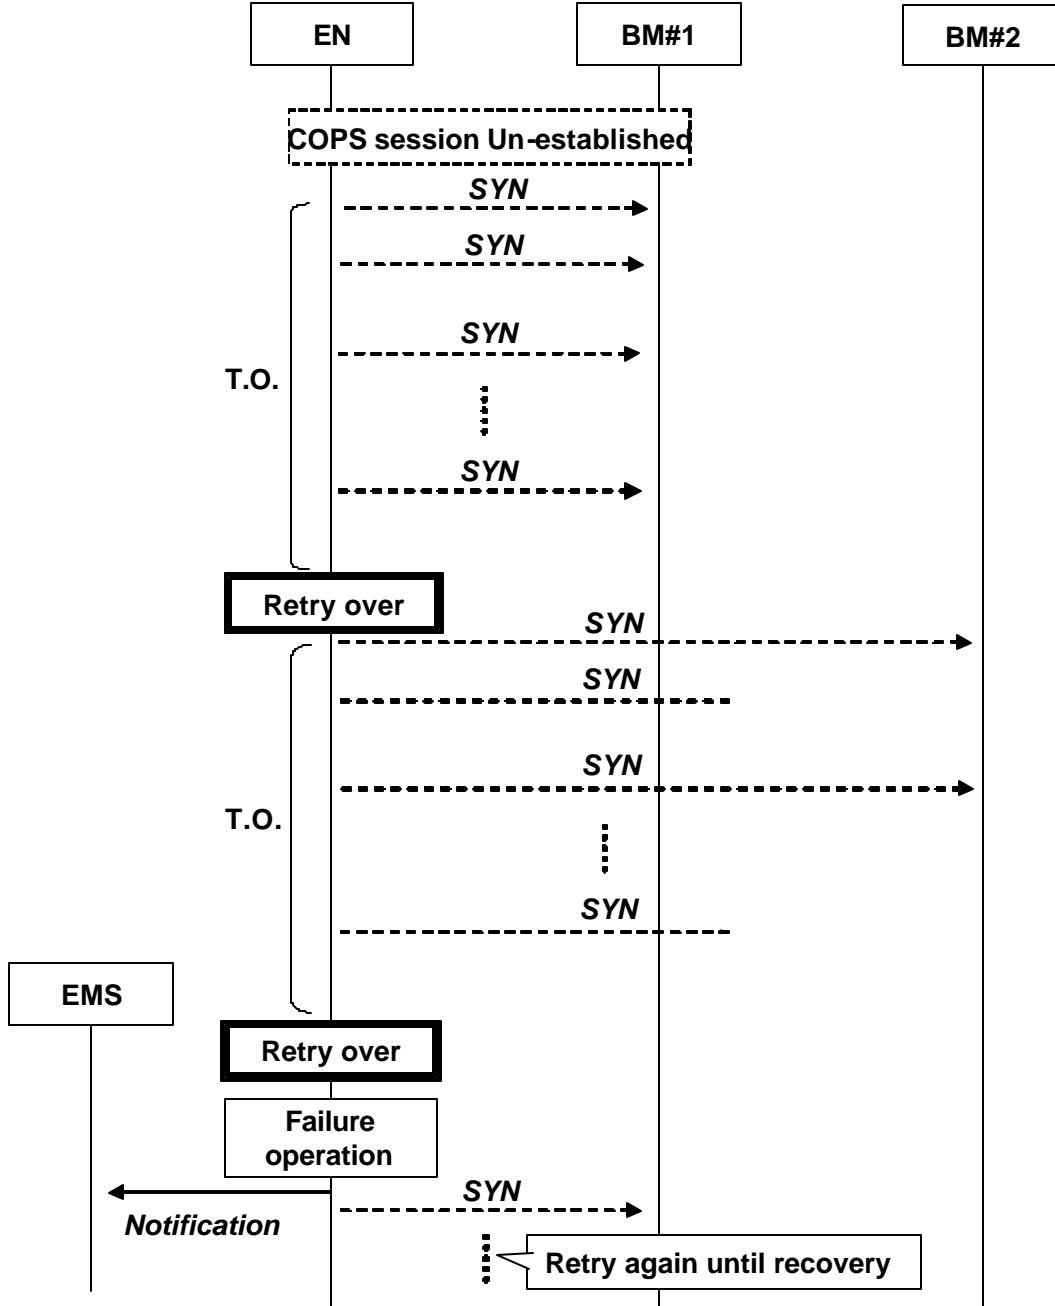 EN
BM#1
BM#2
COPS session Un-established
SYN
SYN
SYN
T.O.
SYN
Retry over
SYN
SYN
SYN
T.O.
SYN
EMS
Retry over
Failure
operation
SYN
Notification
Retry again until recovery